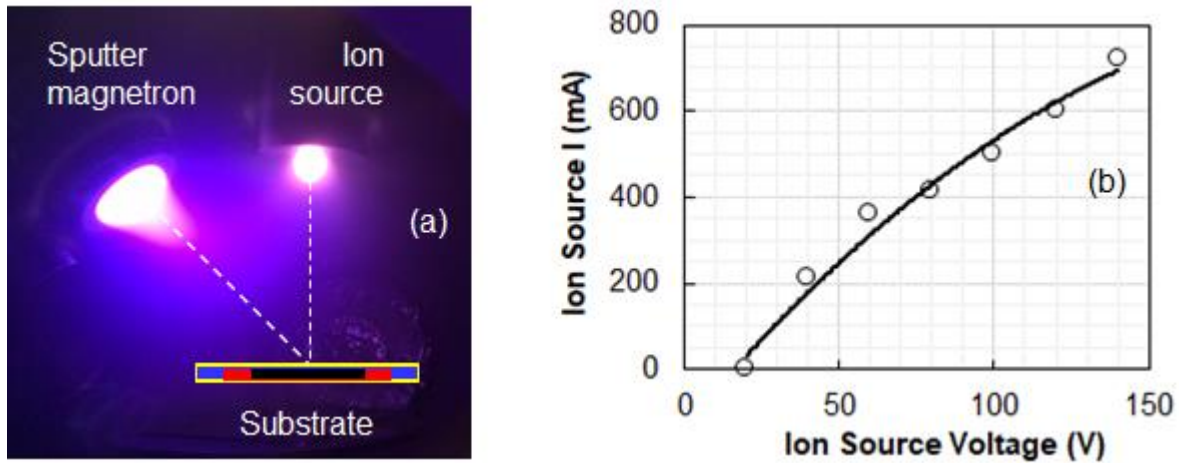 Sputter
magnetron
Ion
source
(a)
Substrate
800
600
400
200
0
Ion Source I (mA)
(b)
0 50 100 150
Ion Source Voltage (V)